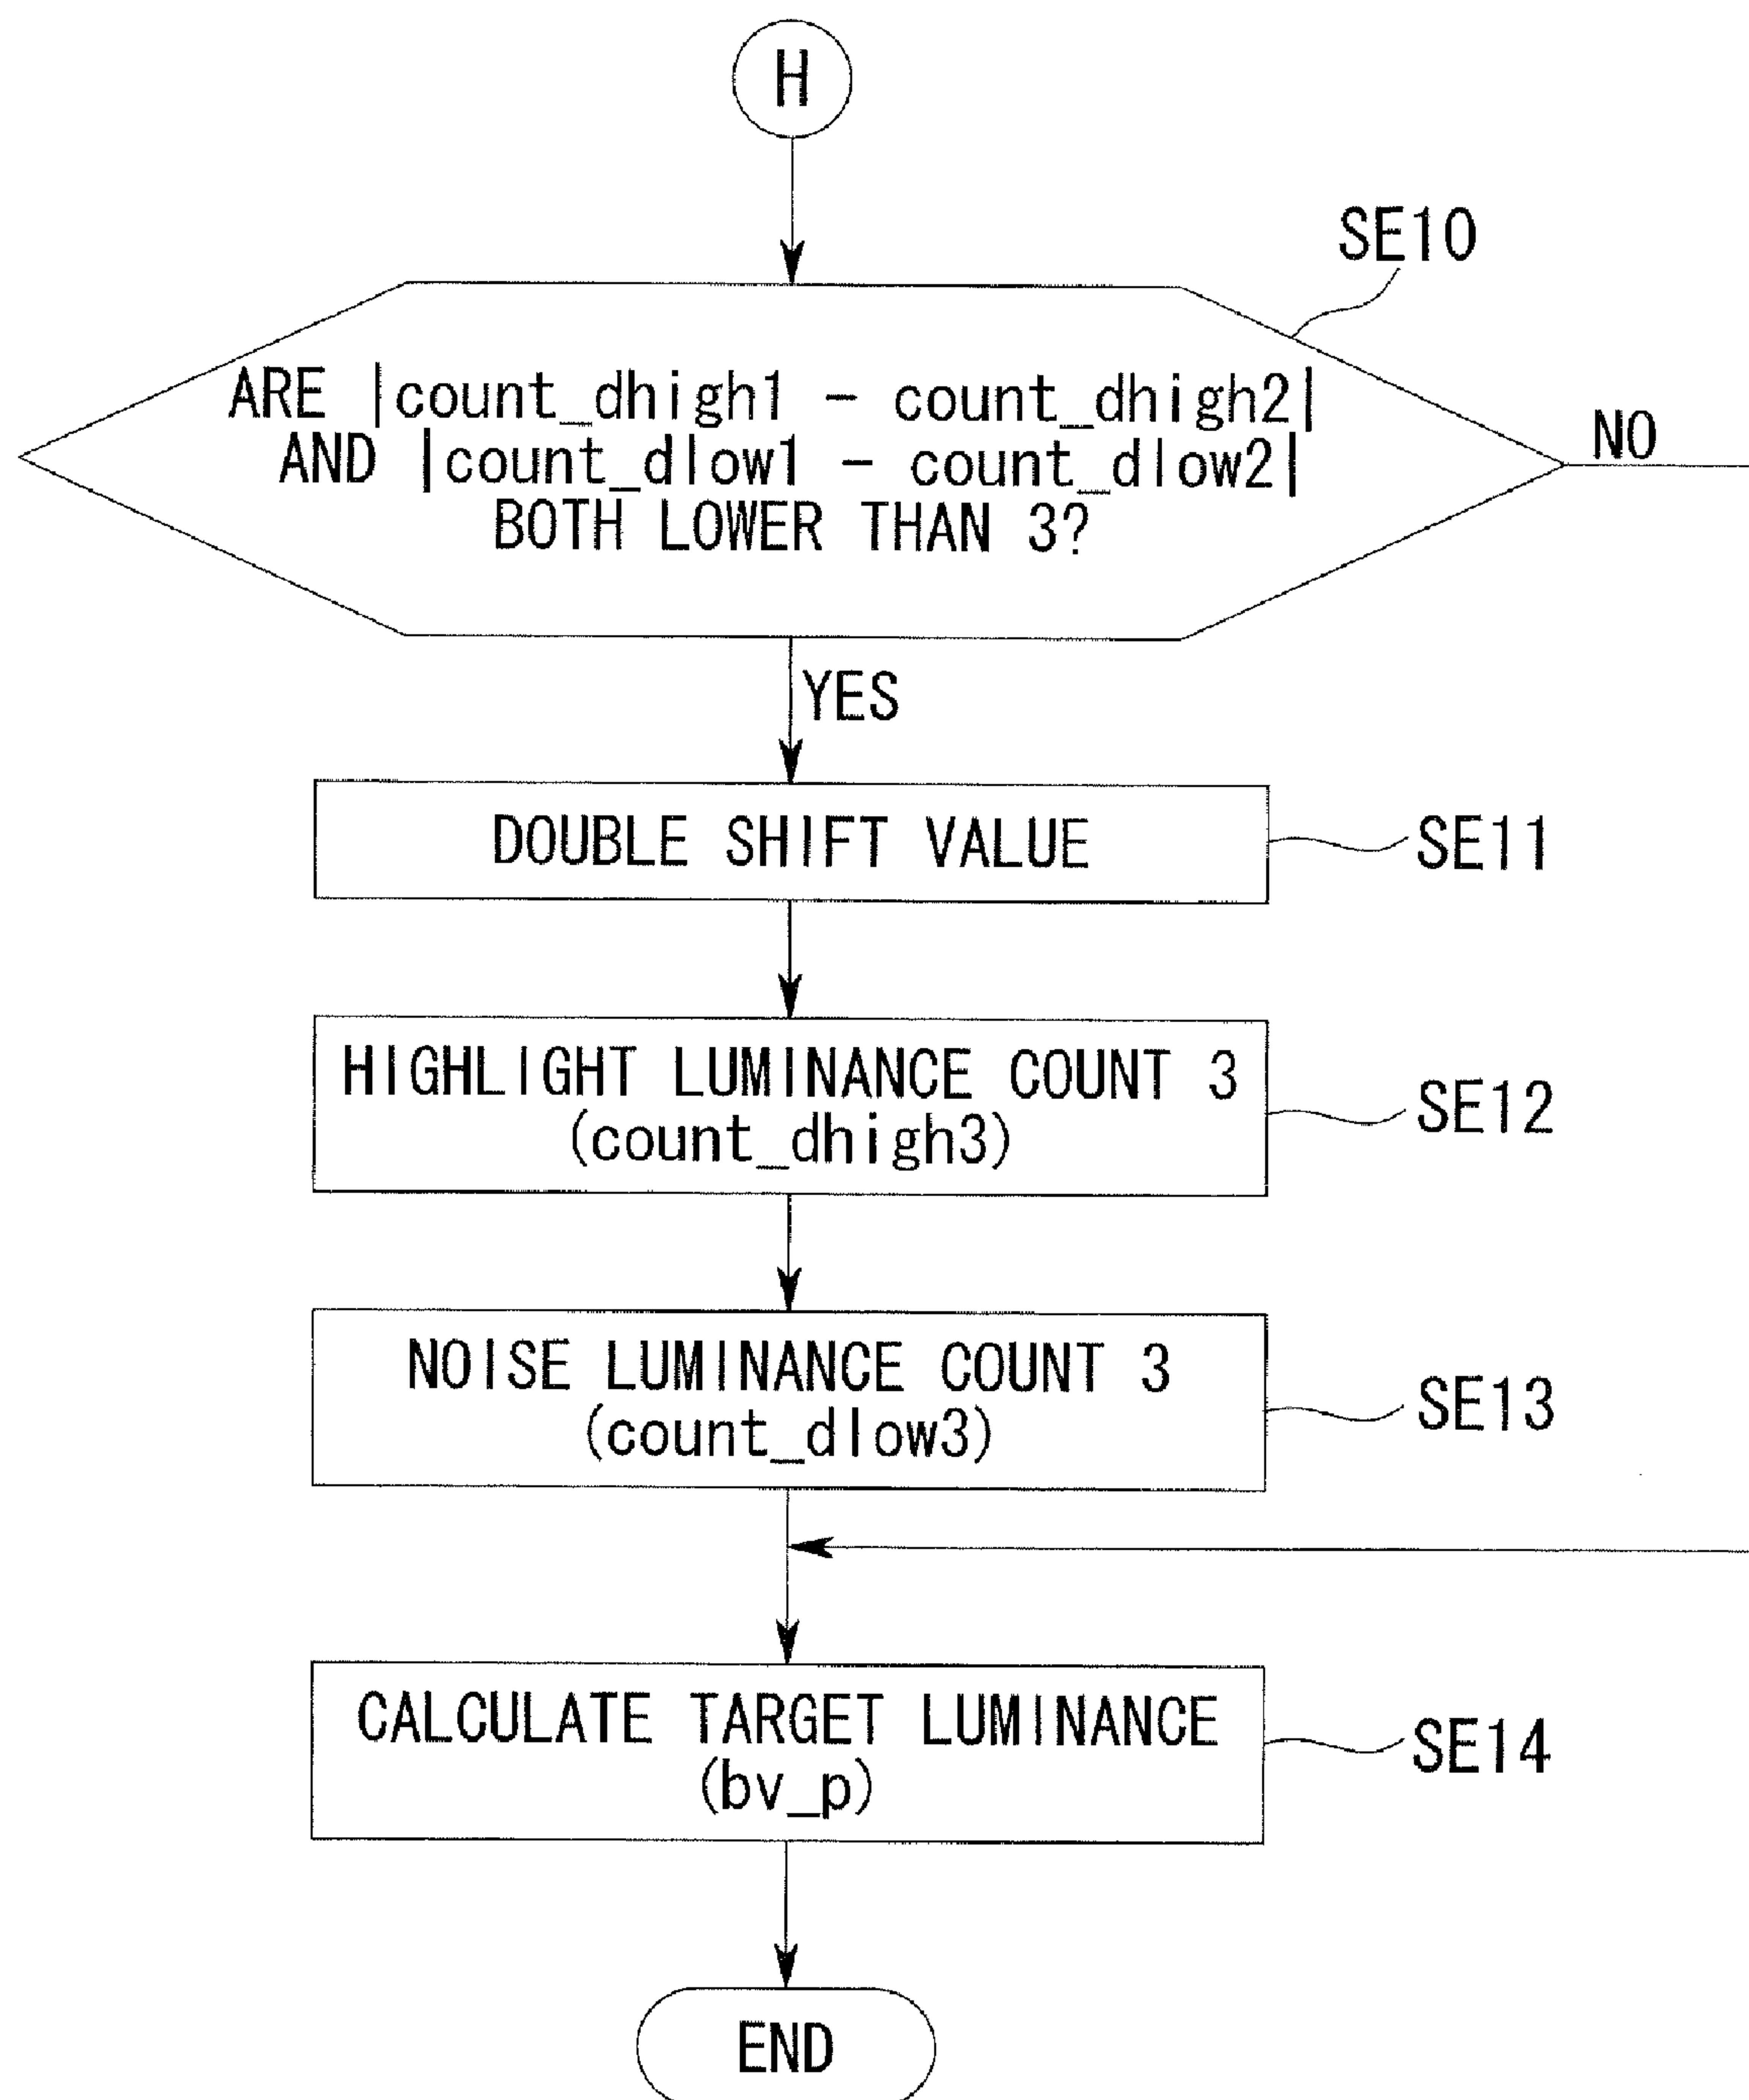 H
SE10
ARE |count_dhigh1 - count_dhigh2|
AND |count_dlow1 - count_dlow2|
BOTH LOWER THAN 3?
NO
YES
DOUBLE SHIFT VALUE
SE11
HIGHLIGHT LUMINANCE COUNT 3
(count_dhigh3)
SE12
NOISE LUMINANCE COUNT 3
(count_dlow3)
SE13
CALCULATE TARGET LUMINANCE
(bv_p)
SE14
END